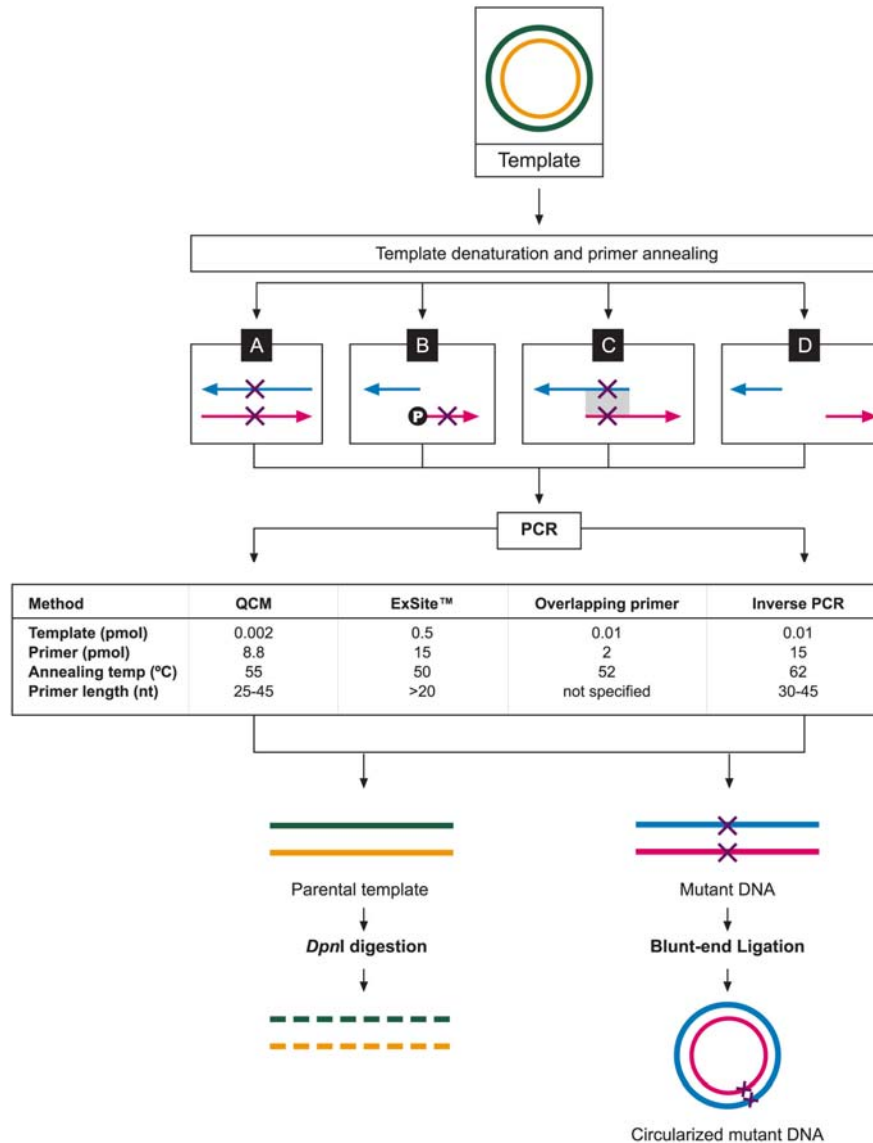 Template
Template denaturation and primer annealing
A B C D
P
PCR
Method QCM ExSite™ Overlapping primer Inverse PCR
Template (pmol) 0.002 0.5 0.01 0.01
Primer (pmol) 8.8 15 2 15
Annealing temp (ºC) 55 50 52 62
Primer length (nt) 25-45 >20 not specified 30-45
Parental template Mutant DNA
DpnI digestion Blunt-end Ligation
Circularized mutant DNA